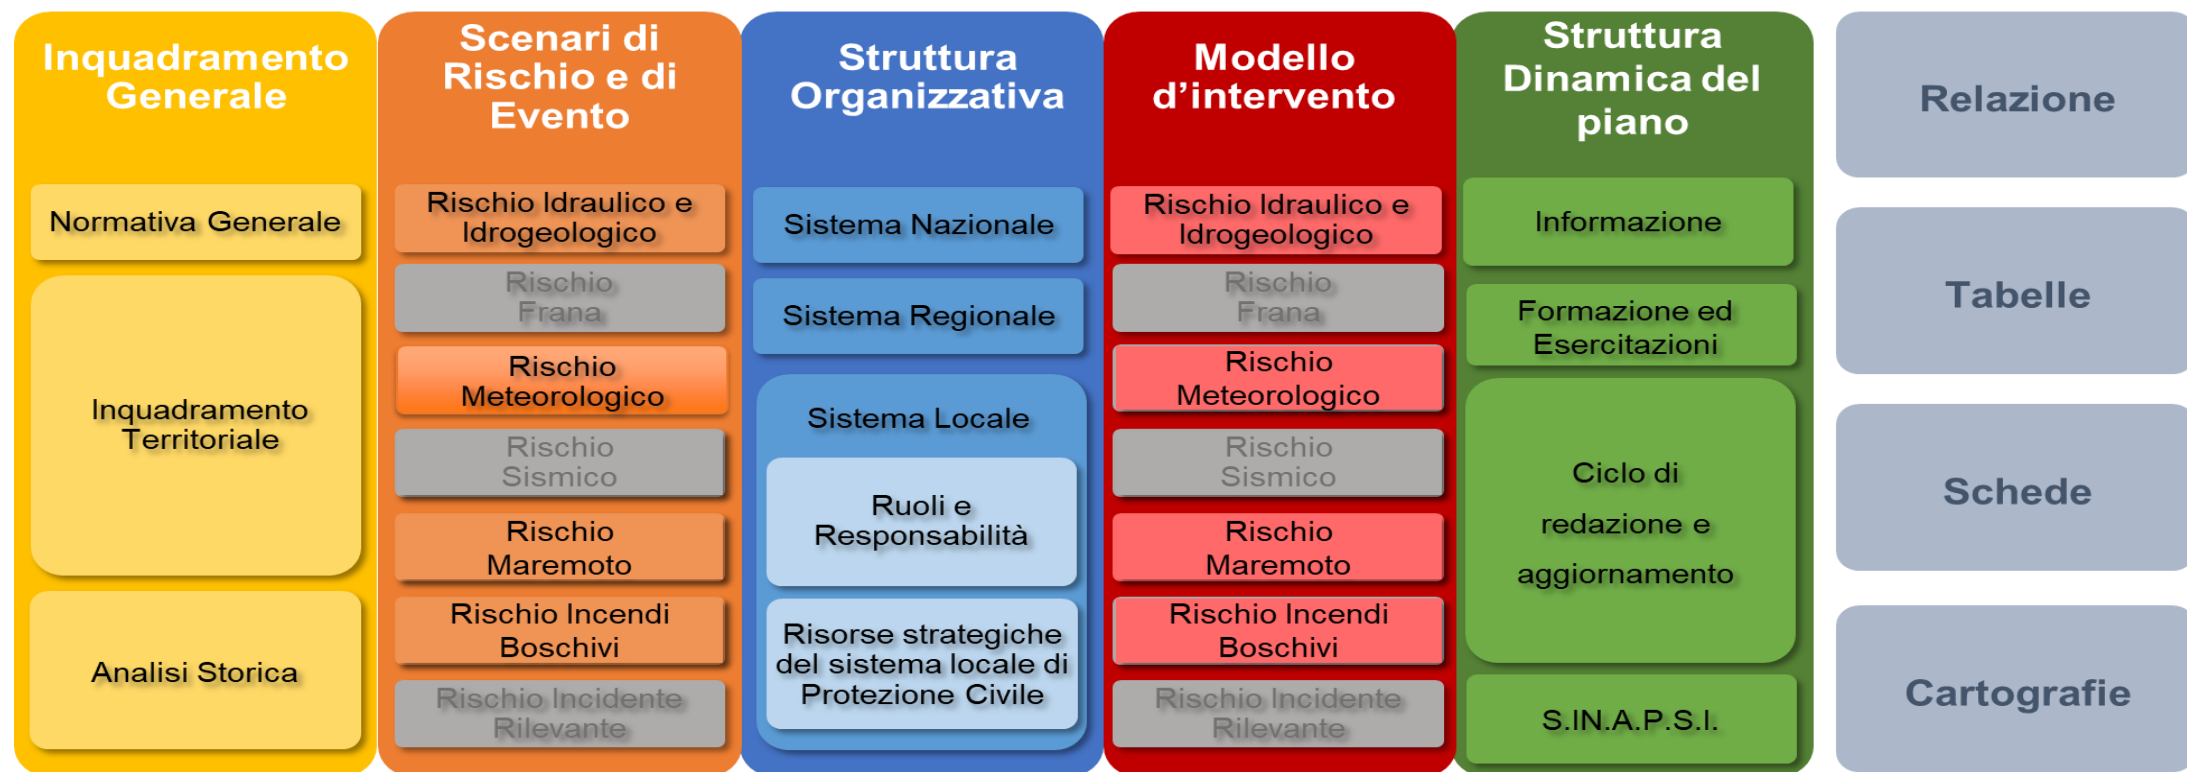 Inquadramento
Generale
Normativa Generale
Inquadramento
Territoriale
Analisi Storica
Scenari di
Rischio e di
Evento
Rischio Idraulico e
Idrogeologico
Rischio
Frana
Rischio
Meteorologico
Rischio
Sismico
Rischio
Maremoto
Rischio Incendi
Boschivi
Rischio Incidente
Rilevante
Struttura
Organizzativa
Sistema Nazionale
Sistema Regionale
Sistema Locale
Ruoli e
Responsabilità
Risorse strategiche
del sistema locale di
Protezione Civile
Modello
d’intervento
Rischio Idraulico e
Idrogeologico
Rischio
Frana
Rischio
Meteorologico
Rischio
Sismico
Rischio
Maremoto
Rischio Incendi
Boschivi
Rischio Incidente
Rilevante
Struttura
Dinamica del
piano
Informazione
Formazione ed
Esercitazioni
Ciclo di
redazione e
aggiornamento
S.IN.A.P.S.I.
Relazione
Tabelle
Schede
Cartografie